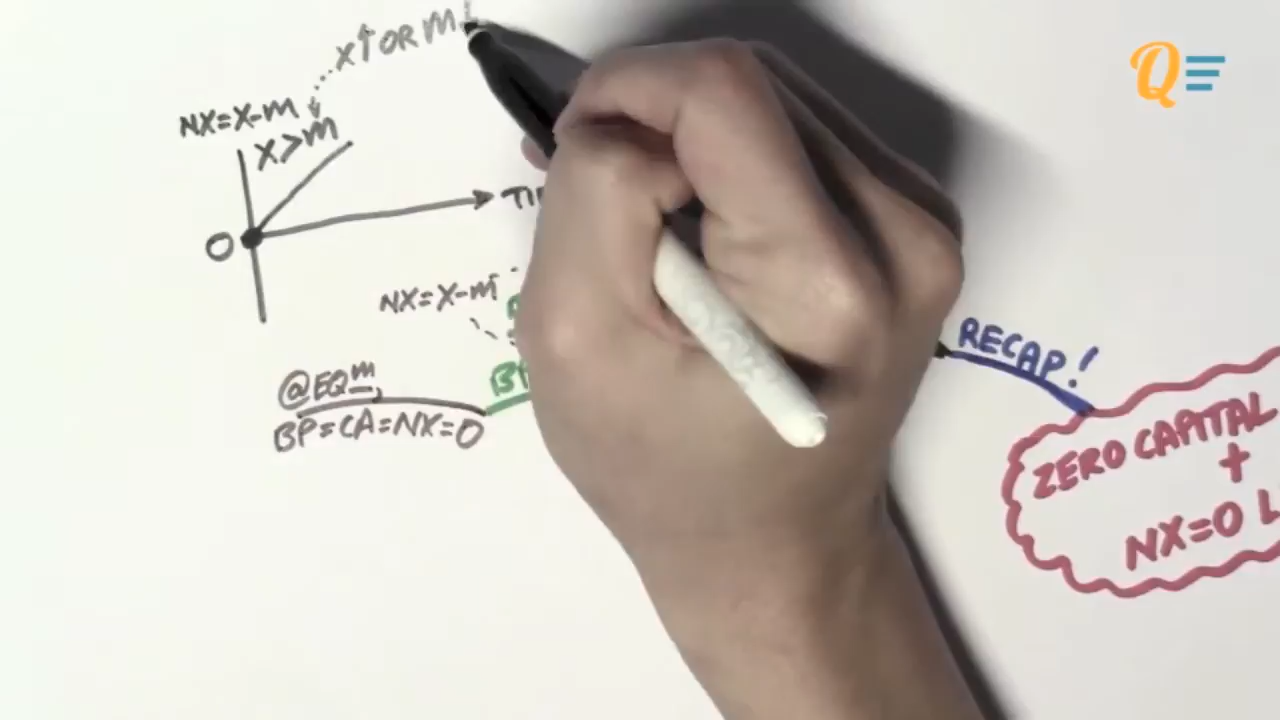 X↑ OR M
NX=X-M
X>M
0
NX=X-M
@EQM,
BP=CA=NX=0
RECAP!
ZERO CAPITAL
+
NX=0 L
Q